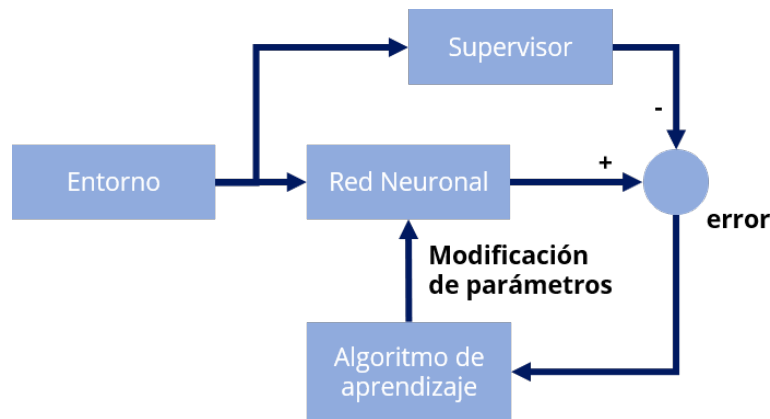 Supervisor
-
Entorno
Red Neuronal
+
error
Modificación
de parámetros
Algoritmo de
aprendizaje